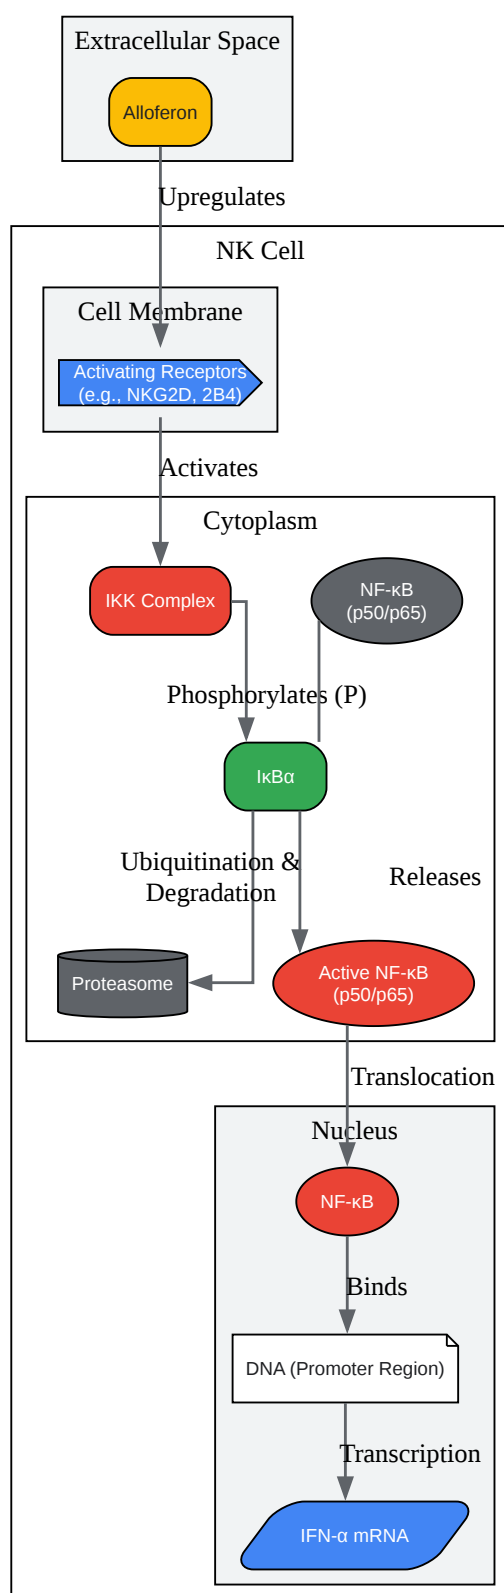 Extracellular Space
Alloferon
Upregulates
NK Cell
Cell Membrane
Activating Receptors
(e.g., NKG2D, 2B4)
Activates
Cytoplasm
IKK Complex
NF-κB
(p50/p65)
Phosphorylates (P)
IκBα
Ubiquitination &
Degradation
Releases
Proteasome
Active NF-κB
(p50/p65)
Translocation
Nucleus
NF-κB
Binds
DNA (Promoter Region)
Transcription
IFN-α mRNA